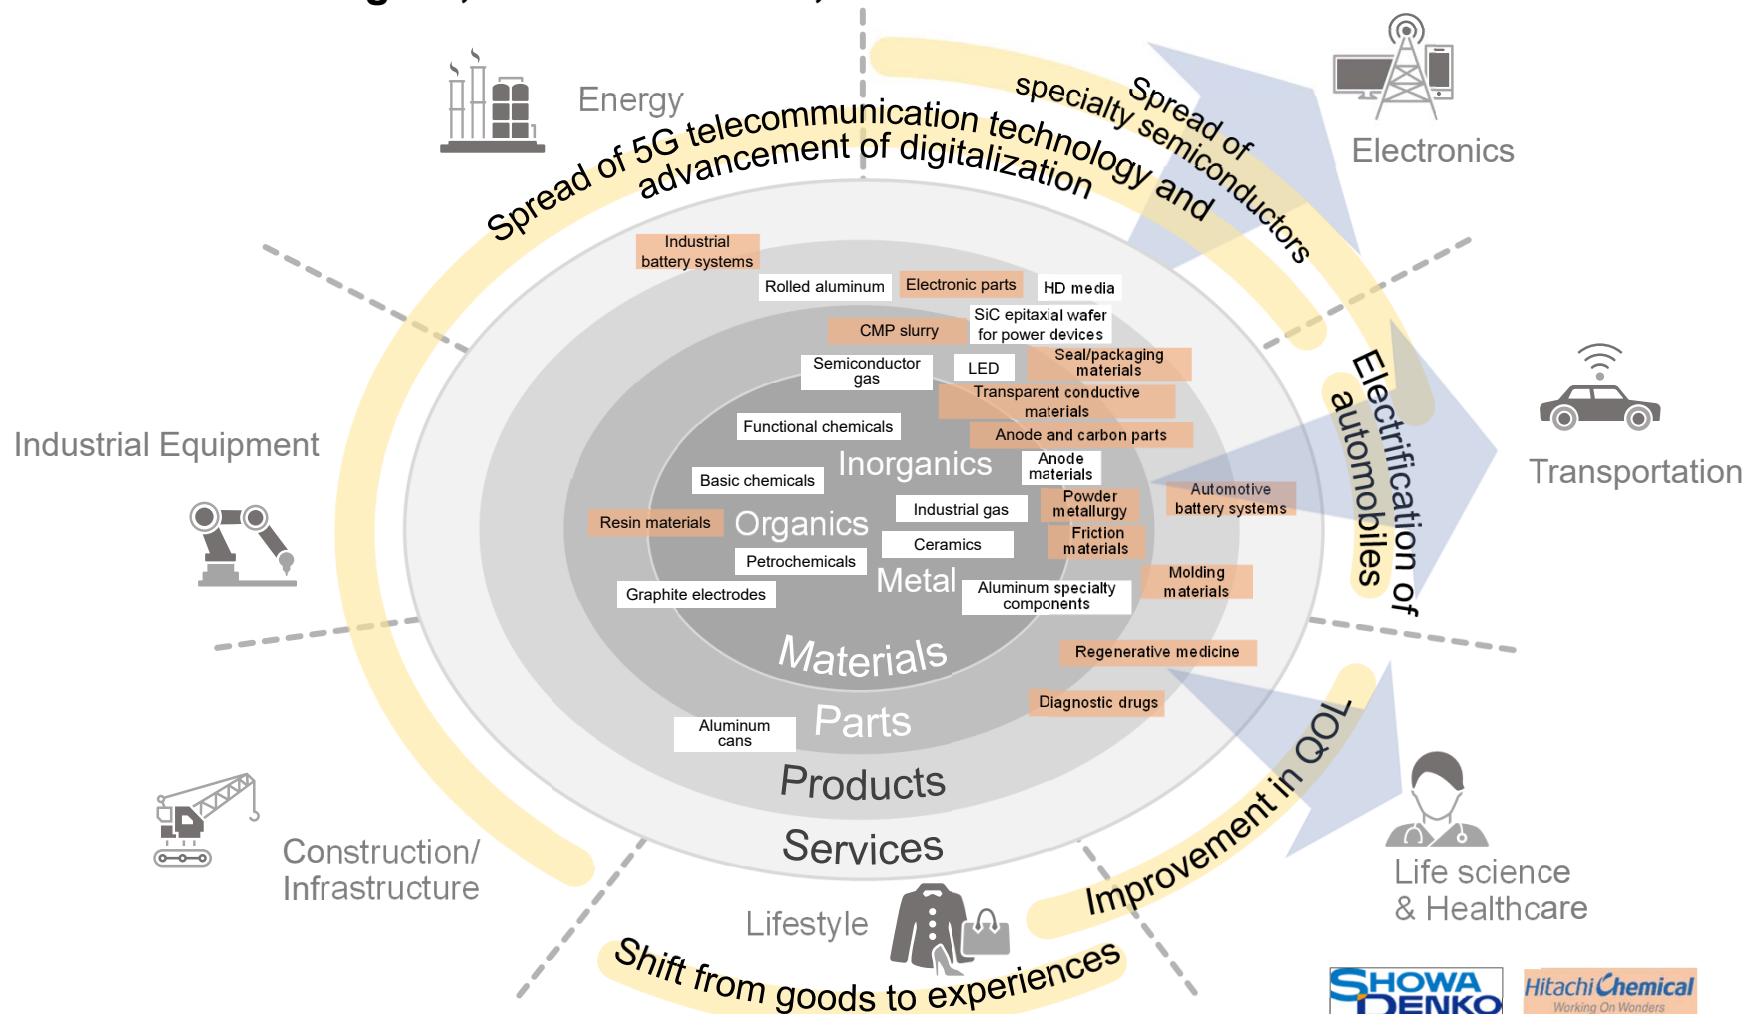 Energy
Spread of 5G telecommunication technology and
advancement of digitalization
Spread of
specialty semiconductors
Electronics
Industrial
battery systems
Rolled aluminum
Electronic parts
HD media
CMP slurry
SiC epitaxial wafer
for power devices
Semiconductor
gas
LED
Seal/packaging
materials
Transparent conductive
materials
Functional chemicals
Anode and carbon parts
Inorganics
Anode
materials
Basic chemicals
Industrial gas
Powder
metallurgy
Automotive
battery systems
Resin materials
Organics
Ceramics
Friction
materials
Petrochemicals
Metal
Graphite electrodes
Aluminum specialty
components
Molding
materials
Electrification of
automobiles
Transportation
Industrial Equipment
Materials
Regenerative medicine
Diagnostic drugs
Parts
Aluminum
cans
Products
Services
Improvement in QOL
Construction/
Infrastructure
Life science
& Healthcare
Lifestyle
Shift from goods to experiences
SHOWA
DENKO
Hitachi Chemical
Working On Wonders